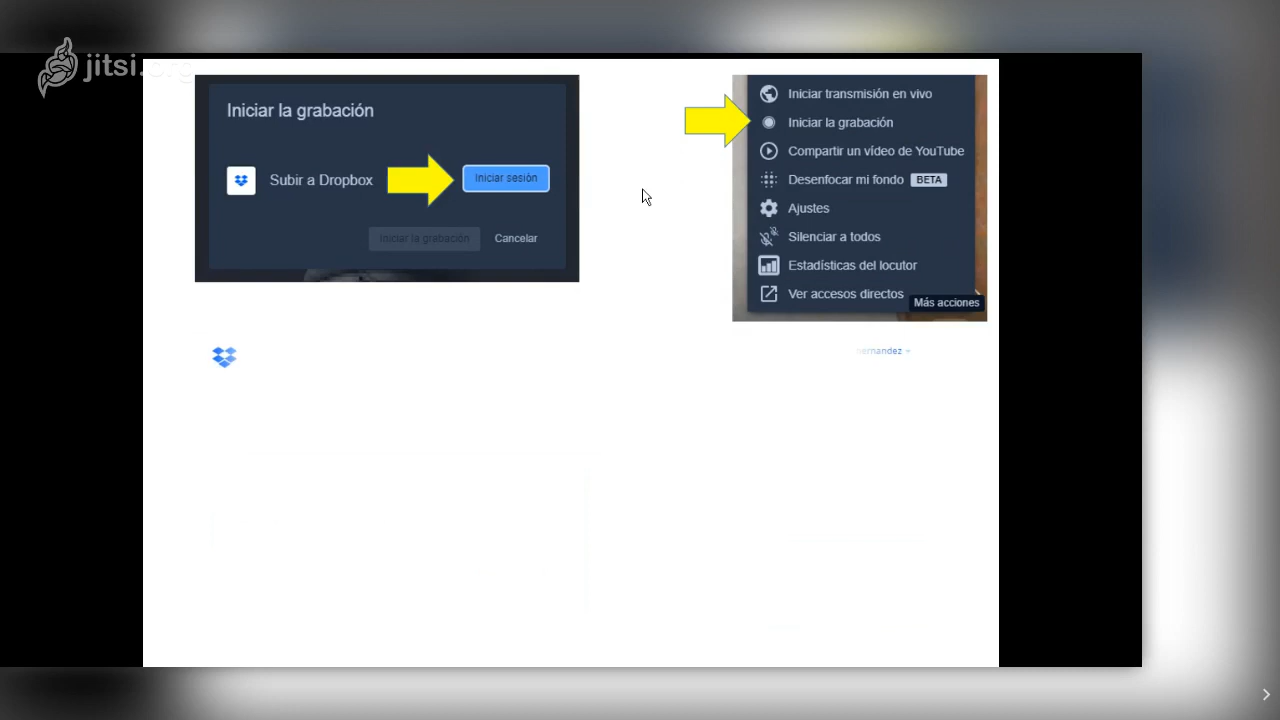 jitsi.org
Iniciar la grabación
Subir a Dropbox
Iniciar sesión
Iniciar la grabación
Cancelar
Iniciar transmisión en vivo
Iniciar la grabación
Compartir un vídeo de YouTube
Desenfocar mi fondo BETA
Ajustes
Silenciar a todos
Estadísticas del locutor
Ver accesos directos
Más acciones
hernandez